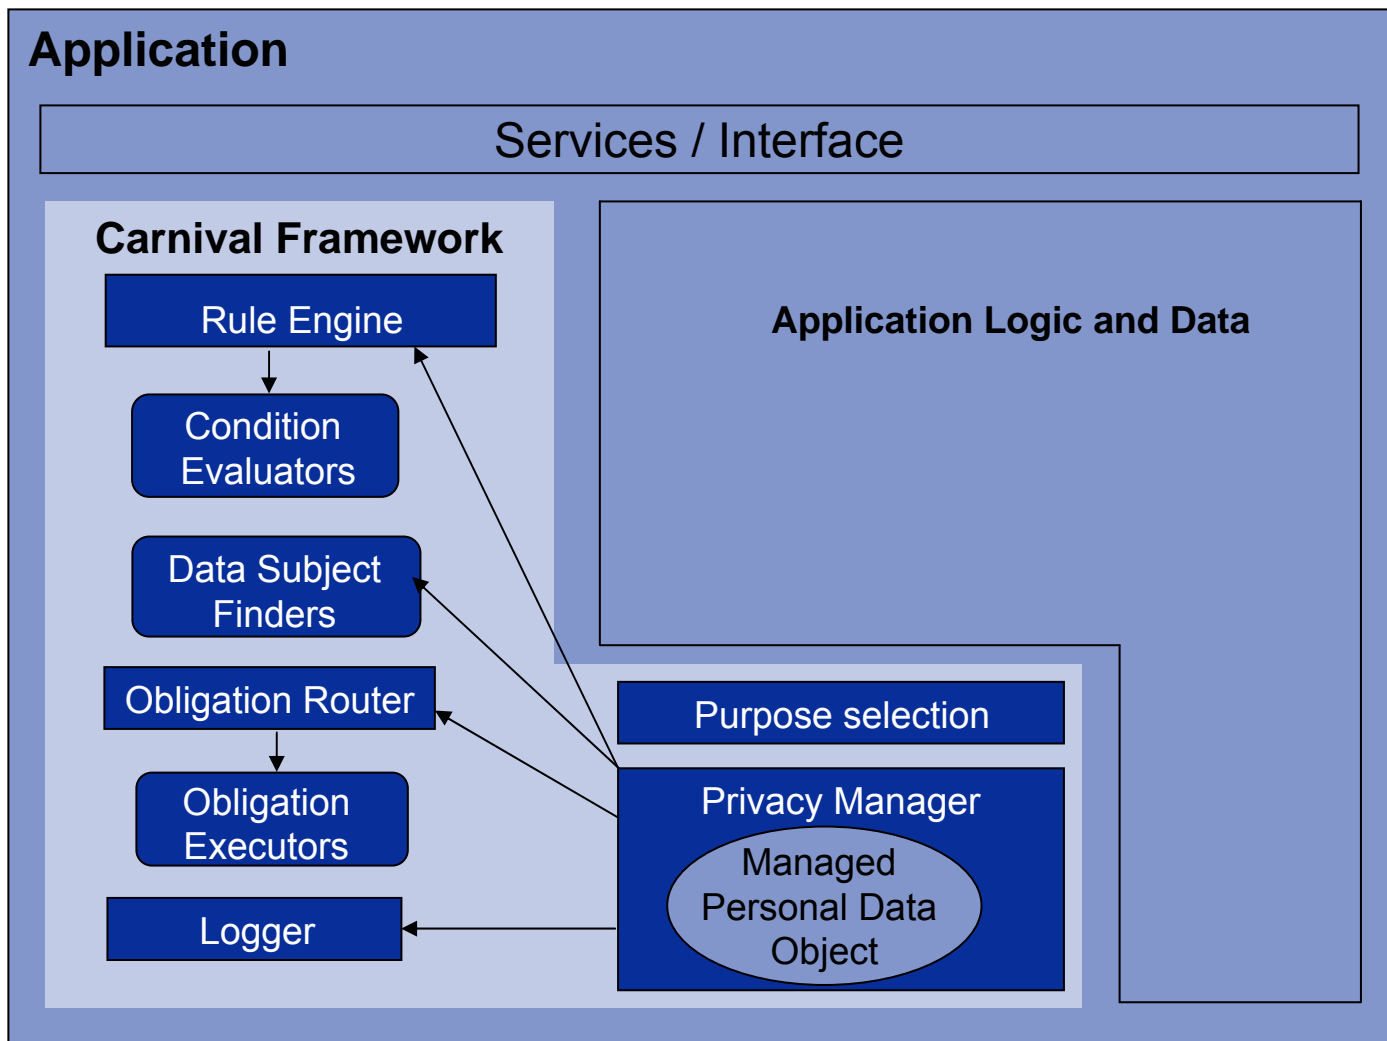 Application
Services / Interface
Carnival Framework
Rule Engine
Condition
Evaluators
Data Subject
Finders
Obligation Router
Obligation
Executors
Logger
Application Logic and Data
Purpose selection
Privacy Manager
Managed
Personal Data
Object